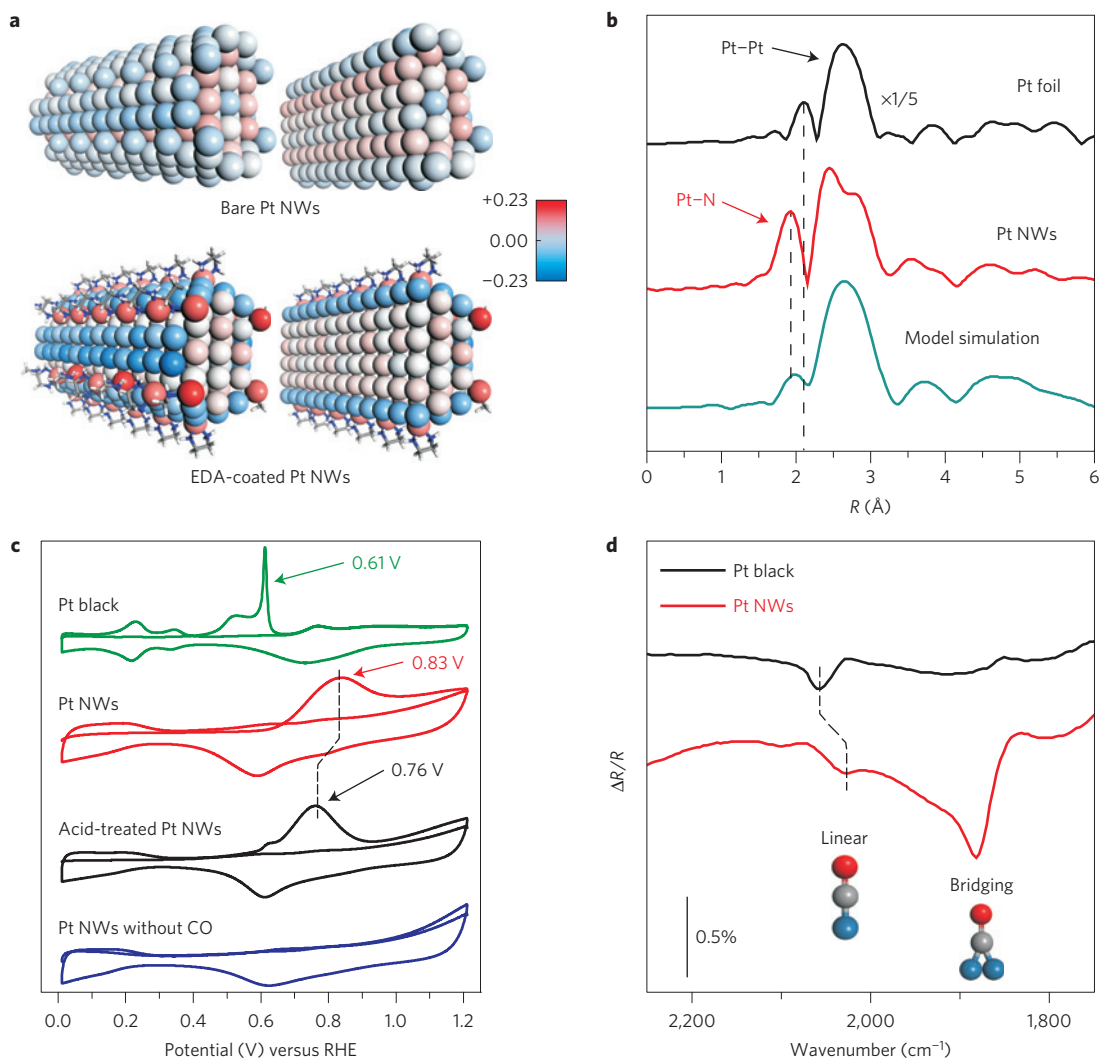 a
Bare Pt NWs
+0.23
0.00
−0.23
EDA-coated Pt NWs
b
Pt−Pt
×1/5
Pt foil
Pt−N
Pt NWs
Model simulation
0 1 2 3 4 5 6
R (Å)
c
0.61 V
Pt black
0.83 V
Pt NWs
0.76 V
Acid-treated Pt NWs
Pt NWs without CO
0.0 0.2 0.4 0.6 0.8 1.0 1.2
Potential (V) versus RHE
d
Pt black
Pt NWs
ΔR/R
Linear
Bridging
0.5%
2,200 2,000 1,800
Wavenumber (cm⁻¹)